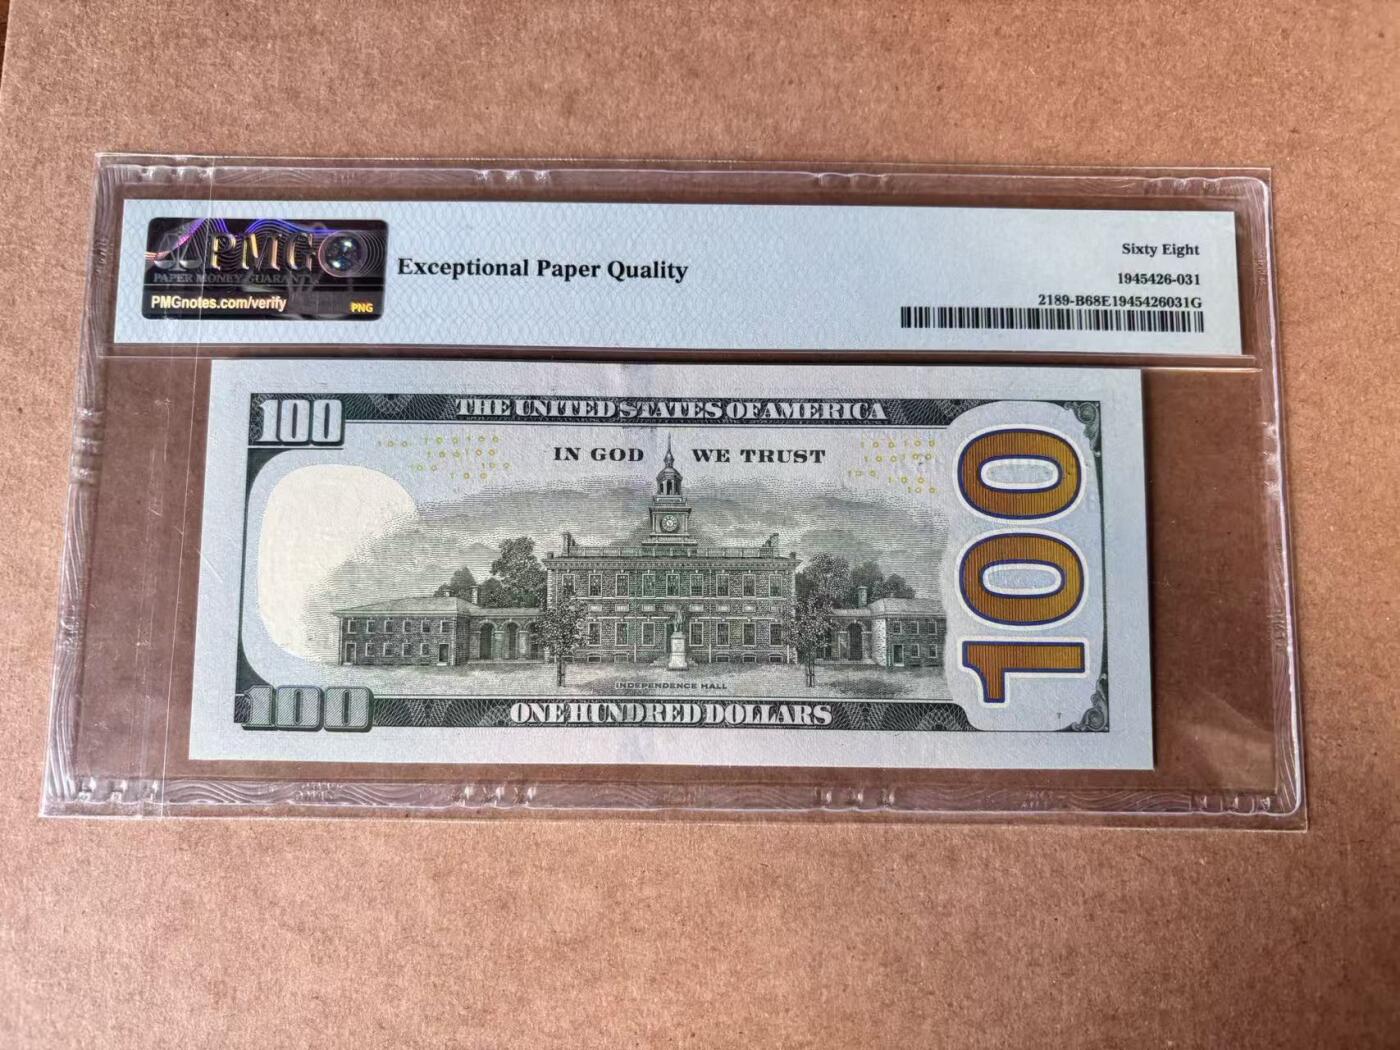 PMG
PAPER MONEY GUARANTY
PMGnotes.com/verify
PNG
Exceptional Paper Quality
Sixty Eight
1945426-031
2189-B68E1945426031G
100
THE UNITED STATES OF AMERICA
IN GOD WE TRUST
100
INDEPENDENCE HALL
100
ONE HUNDRED DOLLARS
7